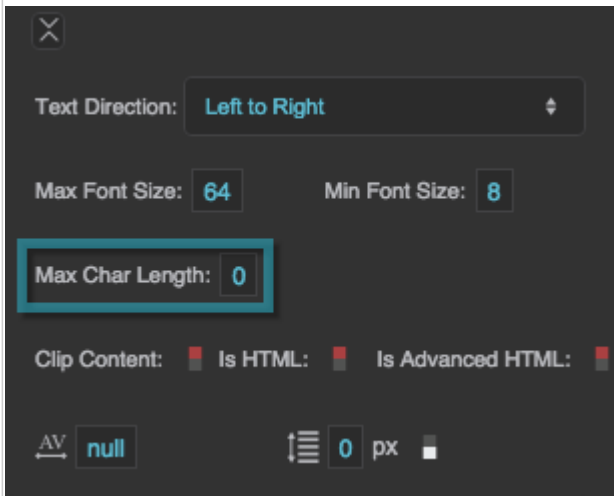 Text Direction: Left to Right
Max Font Size: 64 Min Font Size: 8
Max Char Length: 0
Clip Content: Is HTML: Is Advanced HTML:
AV null 0 px